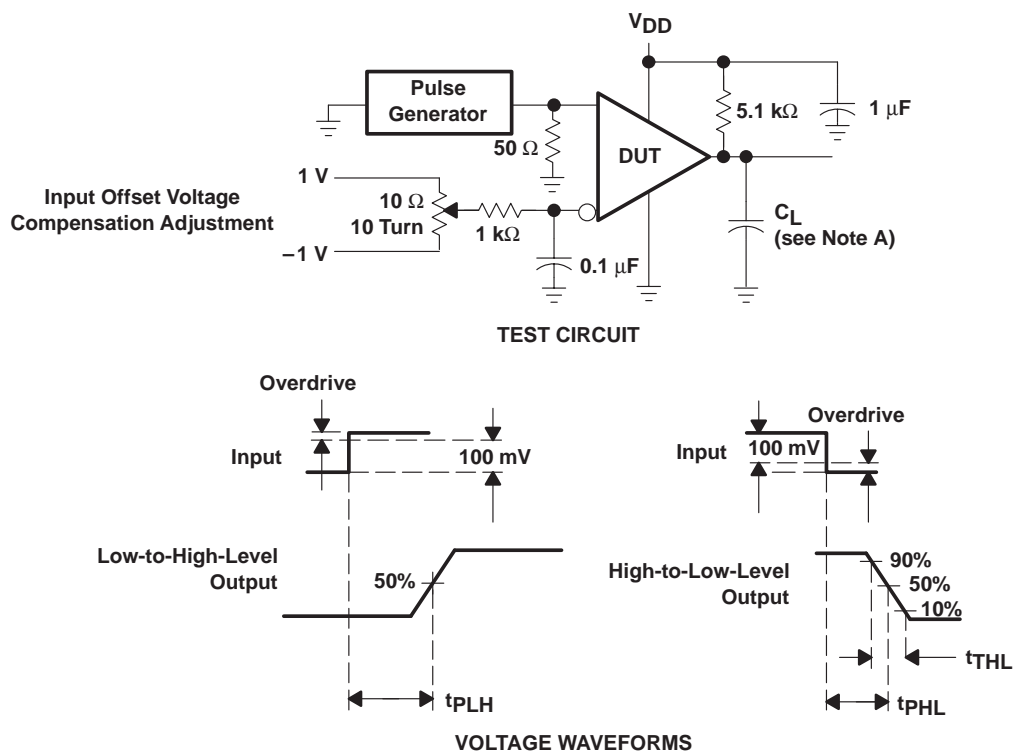 VDD
Pulse
Generator
5.1 kΩ
1 μF
50 Ω
DUT
1 V
Input Offset Voltage
Compensation Adjustment
10 Ω
10 Turn
1 kΩ
CL
(see Note A)
−1 V
0.1 μF
TEST CIRCUIT
Overdrive
Input
100 mV
Overdrive
Input
100 mV
Low-to-High-Level
Output
50%
High-to-Low-Level
Output
90%
50%
10%
tTHL
tPLH
tPHL
VOLTAGE WAVEFORMS